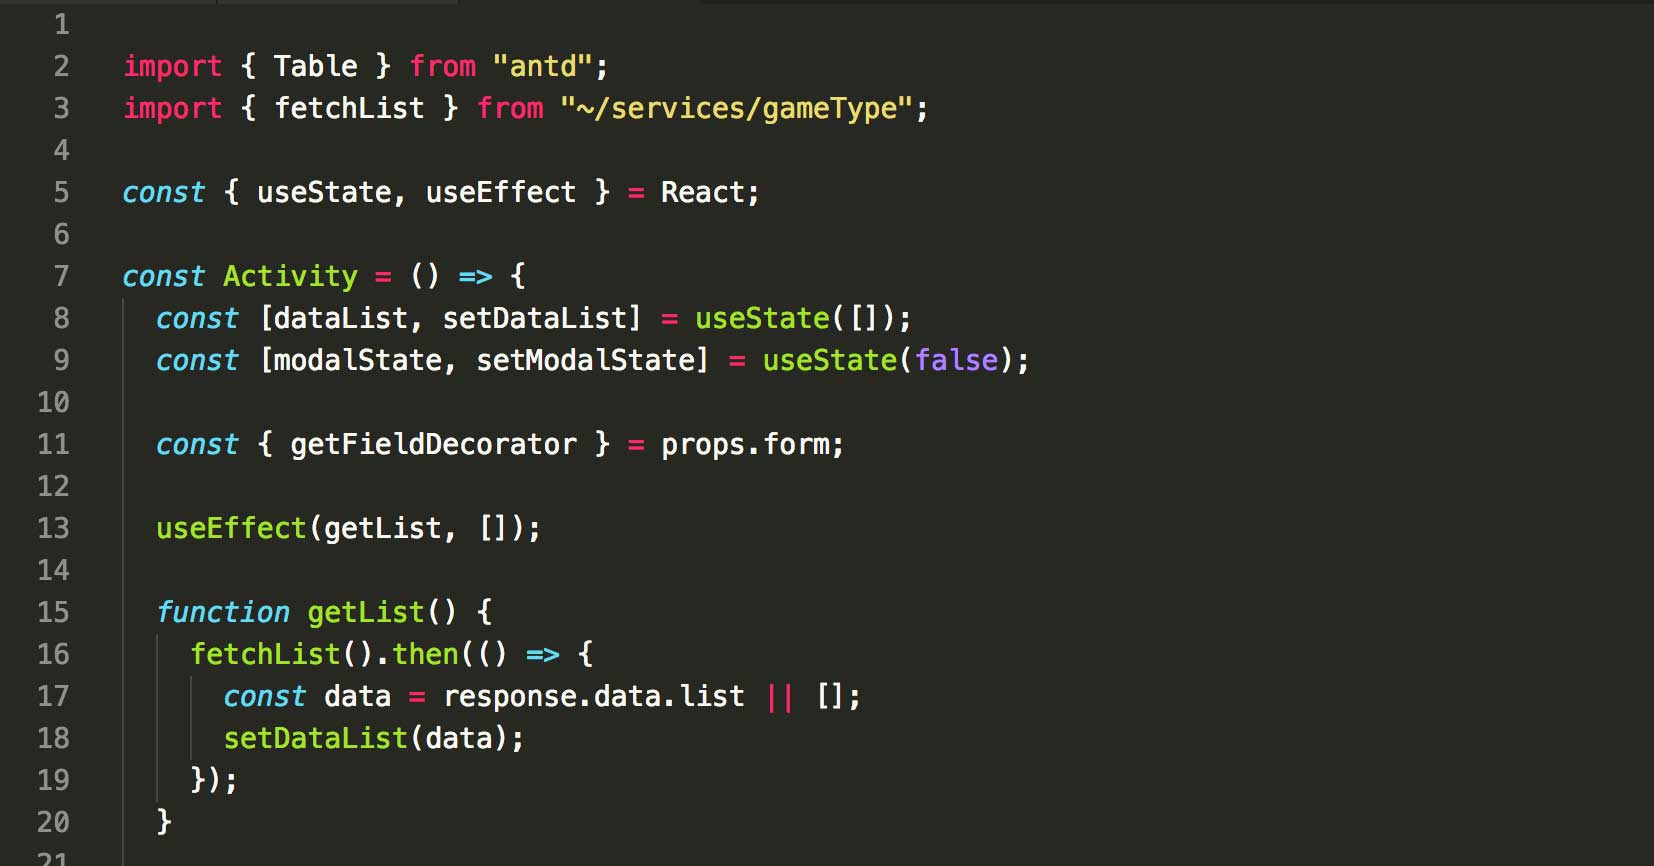 1
2 import { Table } from "antd";
3 import { fetchList } from "~/services/gameType";
4
5 const { useState, useEffect } = React;
6
7 const Activity = () => {
8 const [dataList, setDataList] = useState([]);
9 const [modalState, setModalState] = useState(false);
10
11 const { getFieldDecorator } = props.form;
12
13 useEffect(getList, []);
14
15 function getList() {
16 fetchList().then(() => {
17 const data = response.data.list || [];
18 setDataList(data);
19 });
20 }
21